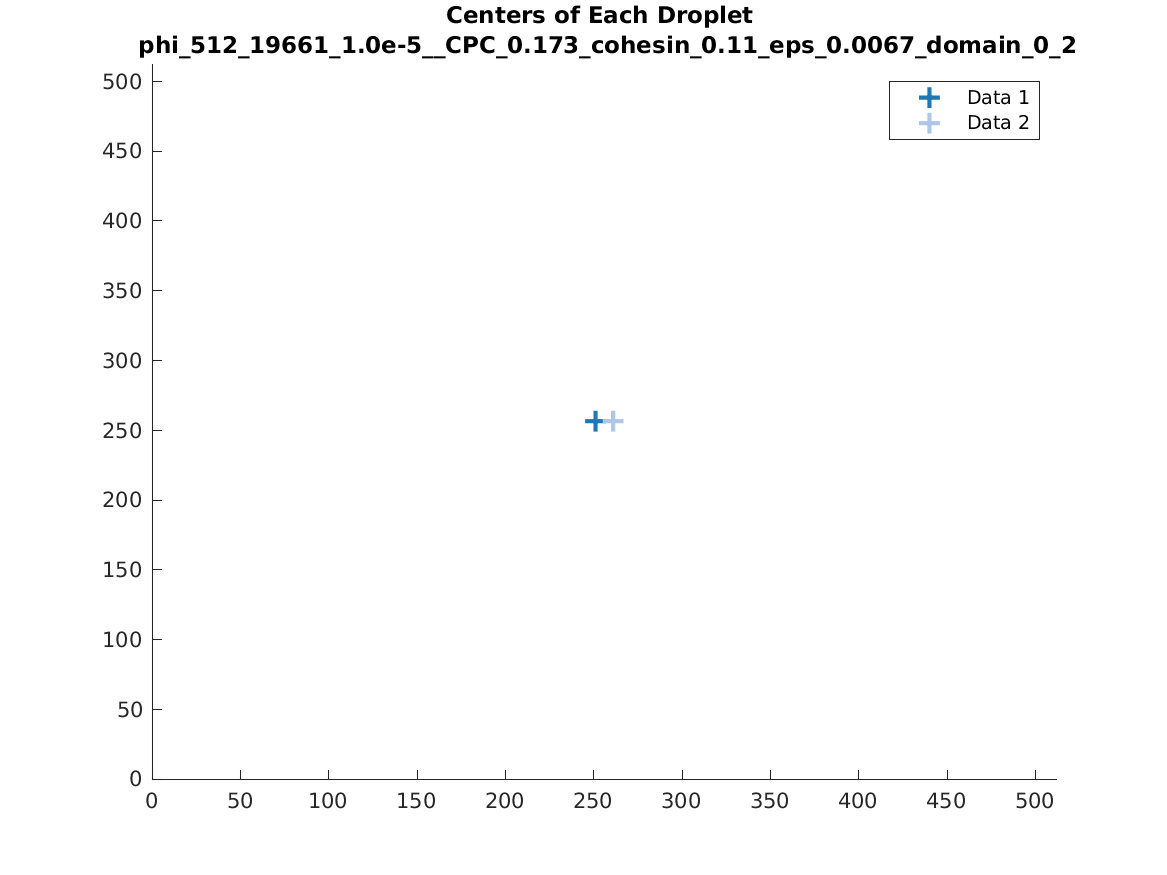 Centers of Each Droplet
phi_512_19661_1.0e-5__CPC_0.173_cohesin_0.11_eps_0.0067_domain_0_2
Data 1
Data 2
500
450
400
350
300
250
200
150
100
50
0
0 50 100 150 200 250 300 350 400 450 500